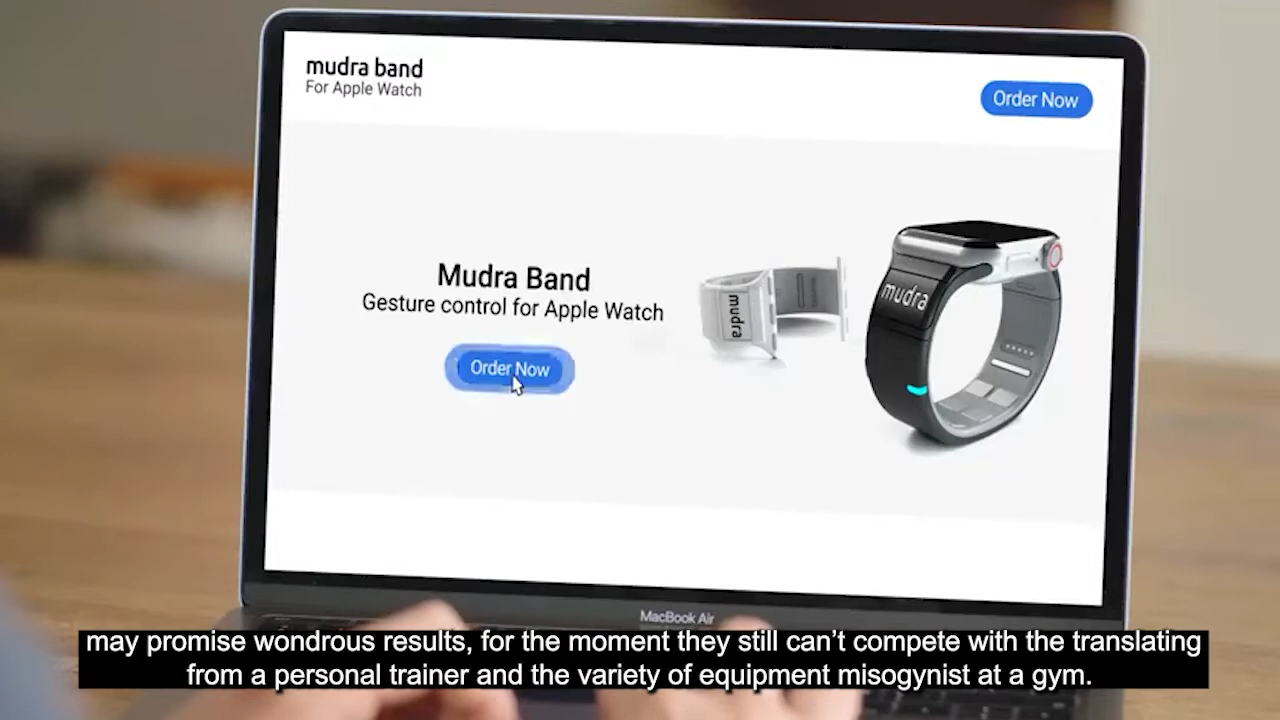 mudra band
For Apple Watch
Order Now
Mudra Band
Gesture control for Apple Watch
Order Now
mudra
mudra
MacBook Air
may promise wondrous results, for the moment they still can’t compete with the translating
from a personal trainer and the variety of equipment misogynist at a gym.